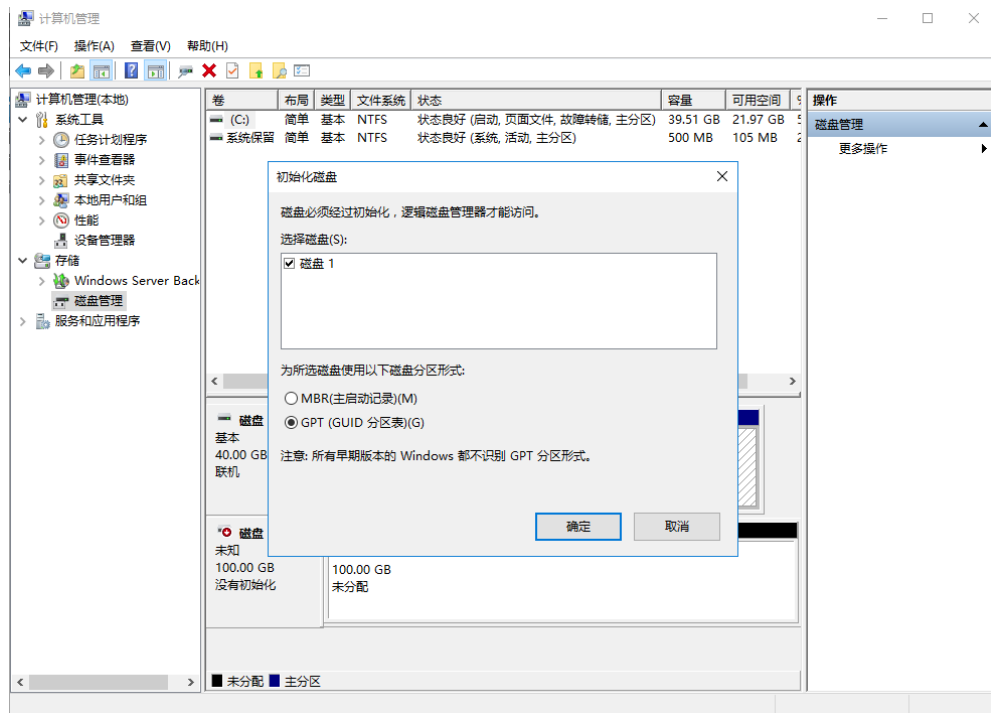 计算机管理
文件(F) 操作(A) 查看(V) 帮助(H)
计算机管理(本地)
系统工具
任务计划程序
事件查看器
共享文件夹
本地用户和组
性能
设备管理器
存储
Windows Server Back
磁盘管理
服务和应用程序
卷 布局 类型 文件系统 状态 容量 可用空间
(C:) 简单 基本 NTFS 状态良好 (启动, 页面文件, 故障转储, 主分区) 39.51 GB 21.97 GB
系统保留 简单 基本 NTFS 状态良好 (系统, 活动, 主分区) 500 MB 105 MB
初始化磁盘
磁盘必须经过初始化，逻辑磁盘管理器才能访问。
选择磁盘(S):
磁盘 1
为所选磁盘使用以下磁盘分区形式:
MBR(主启动记录)(M)
GPT (GUID 分区表)(G)
注意: 所有早期版本的 Windows 都不识别 GPT 分区形式。
确定 取消
磁盘
基本
40.00 GB
联机
磁盘
未知
100.00 GB
没有初始化
100.00 GB
未分配
未分配 主分区
操作
磁盘管理
更多操作